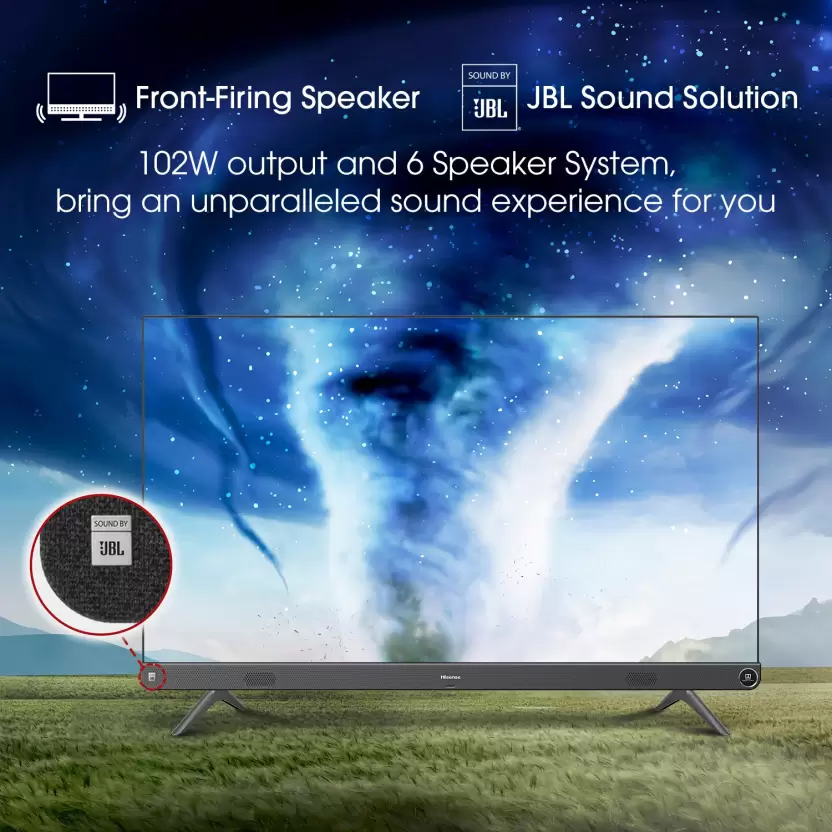 Front-Firing Speaker
SOUND BY
JBL
JBL Sound Solution
102W output and 6 Speaker System,
bring an unparalleled sound experience for you
SOUND BY
JBL
Hisense